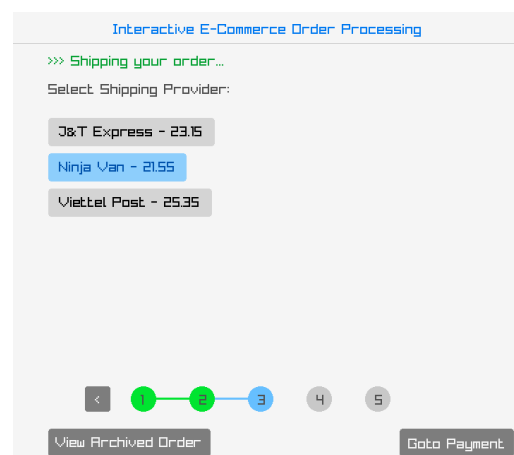 Interactive E-Commerce Order Processing
>>> Shipping your order...
Select Shipping Provider:
J&T Express - 23.15
Ninja Van - 21.55
Viettel Post - 25.35
< 1 2 3 4 5
View Archived Order
Goto Payment